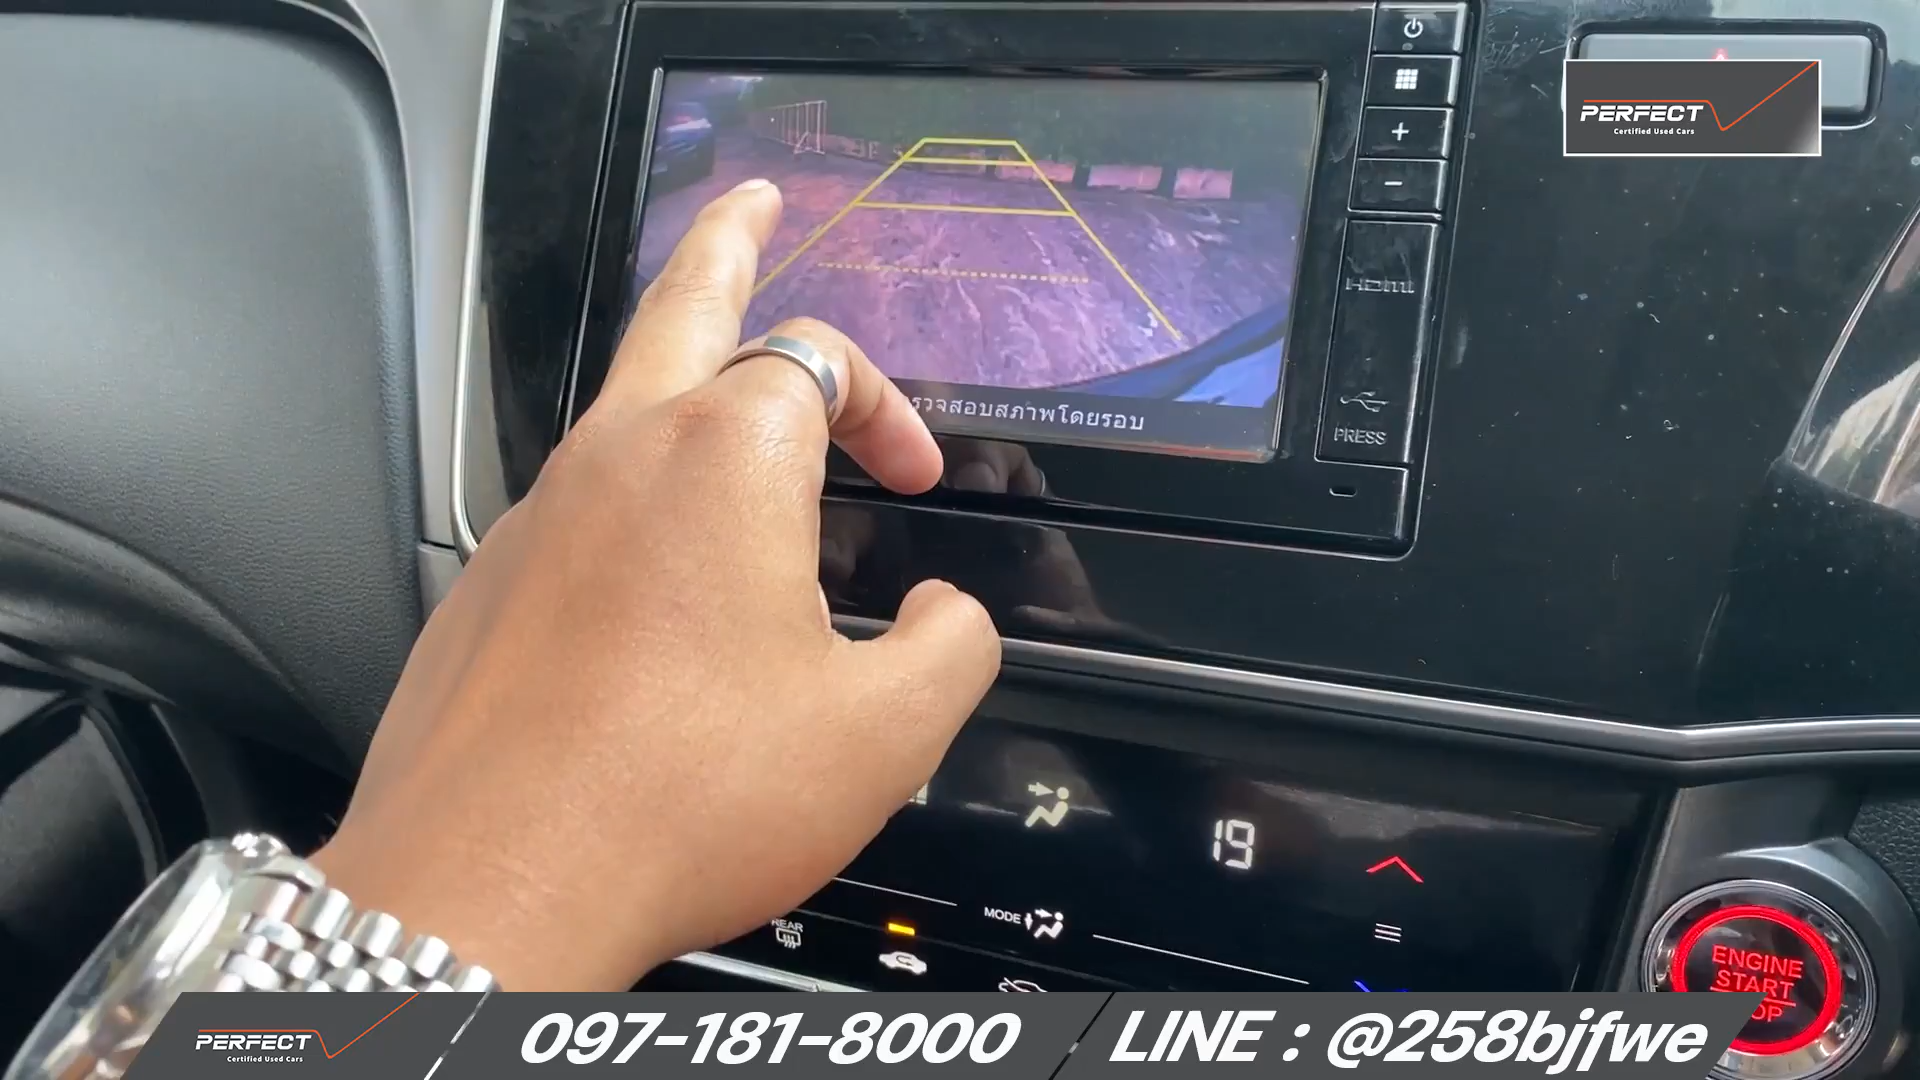 PERFECT
Certified Used Cars
HDMI
PRESS
รวจสอบสภาพโดยรอบ
19
MODE
REAR
ENGINE
START
OP
PERFECT
Certified Used Cars
097-181-8000
LINE : @258bjfwe